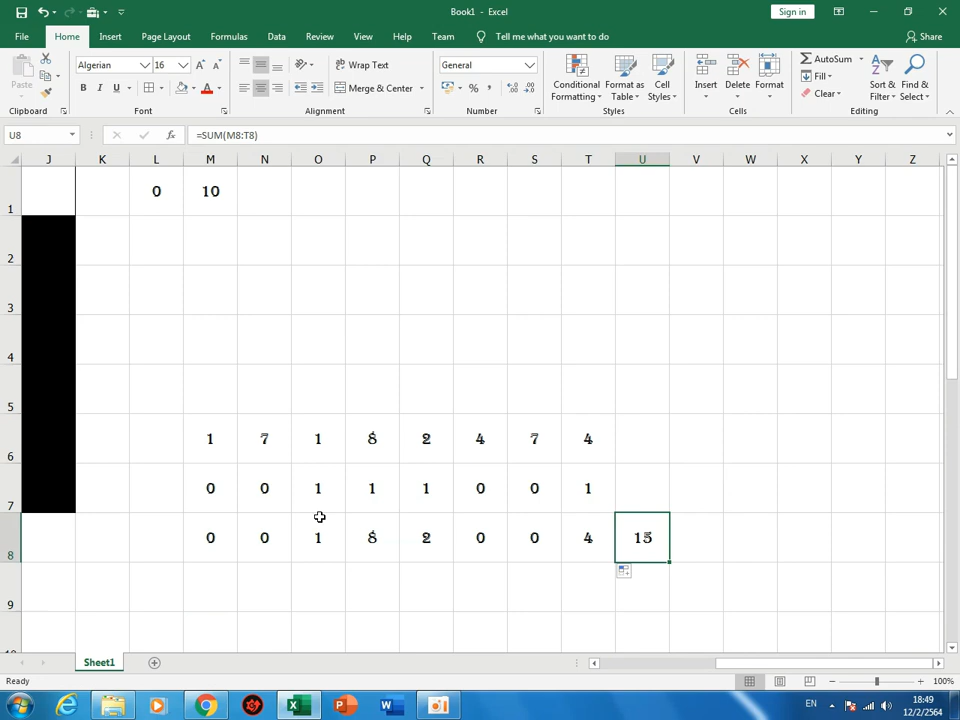 Book1 - Excel
Sign in
File Home Insert Page Layout Formulas Data Review View Help Team Tell me what you want to do Share
Paste
Clipboard
Algerian 16
B I U
Font
Wrap Text
Merge & Center
Alignment
General
Number
Conditional Formatting
Format as Table
Cell Styles
Styles
Insert Delete Format
Cells
AutoSum
Fill
Clear
Sort & Filter
Find & Select
Editing
U8 fx =SUM(M8:T8)
J K L M N O P Q R S T U V W X Y Z
1 0 10
2
3
4
5
6 1 7 1 8 2 4 7 4
7 0 0 1 1 1 0 0 1
8 0 0 1 8 2 0 0 4 15
9
Sheet1
Ready 100%
EN 18:49
12/2/2564